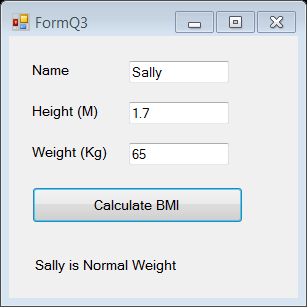 FormQ3
Name Sally
Height (M) 1.7
Weight (Kg) 65
Calculate BMI
Sally is Normal Weight